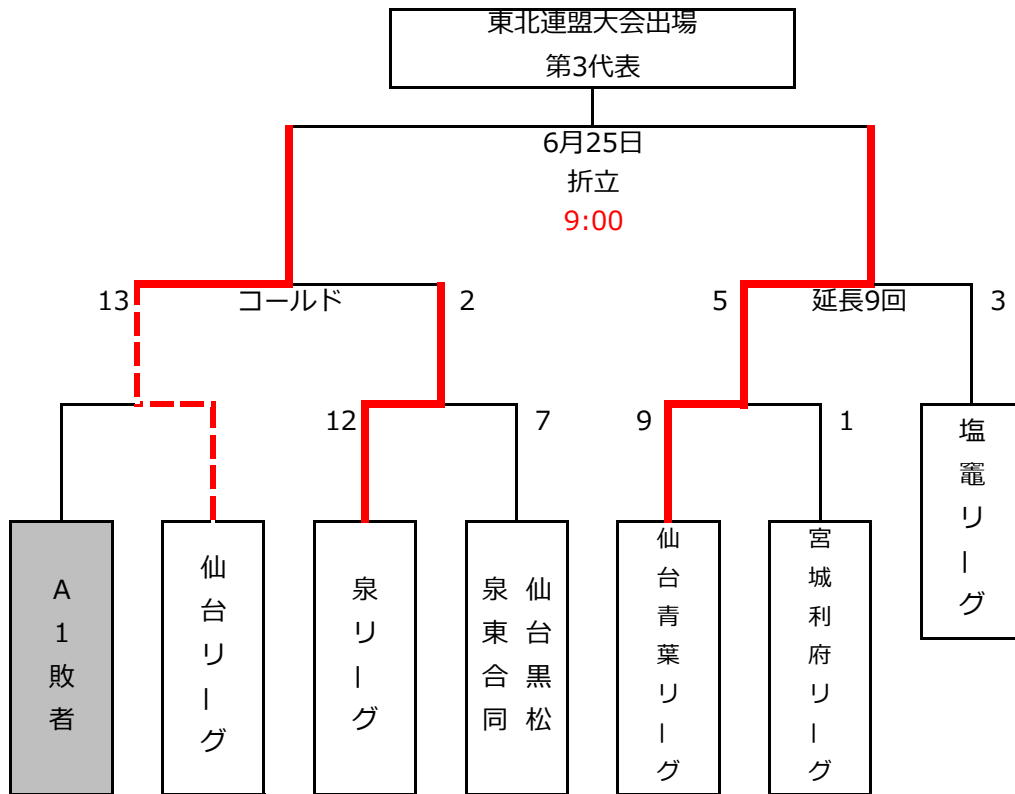 東北連盟大会出場
第3代表
6月25日
折立
9:00
13
コールド
2
5
延長9回
3
12
7
9
1
A1敗者
仙台リーグ
泉リーグ
仙台黒松
泉東合同
仙台青葉リーグ
宮城利府リーグ
塩竈リーグ